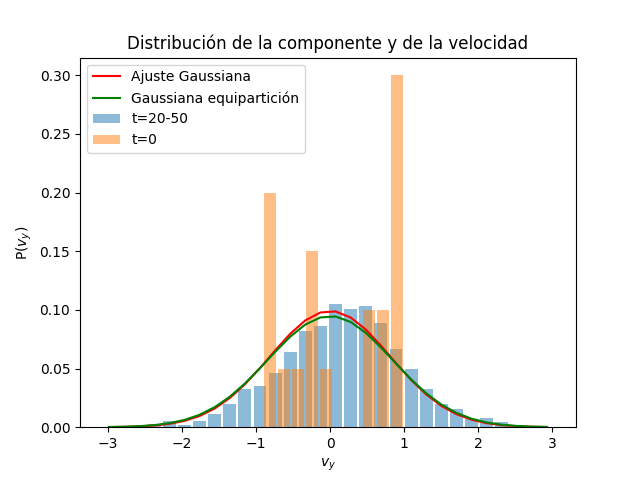 Distribución de la componente y de la velocidad
Ajuste Gaussiana
Gaussiana equipartición
t=20-50
t=0
P(v_y)
0.30
0.25
0.20
0.15
0.10
0.05
0.00
−3 −2 −1 0 1 2 3
v_y